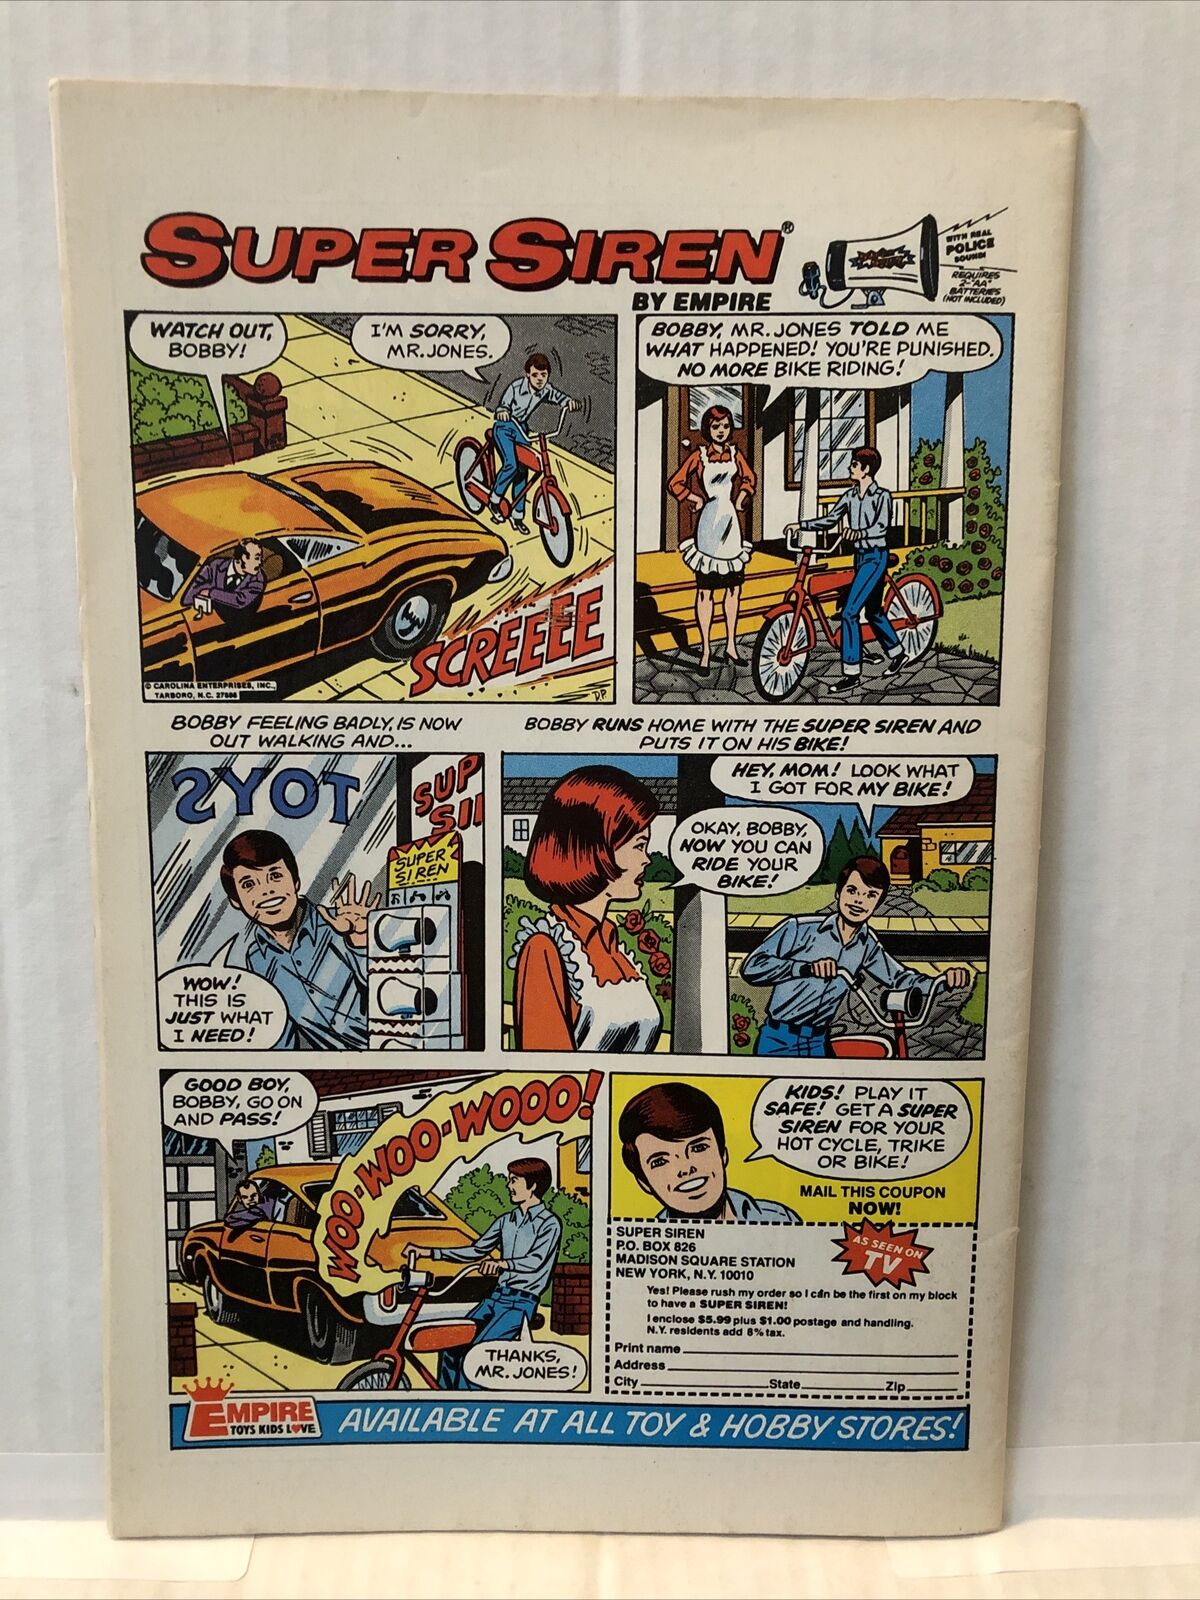 SUPER SIREN®
BY EMPIRE
WITH REAL
POLICE
SOUND!
REQUIRES
2-"AA"
BATTERIES
(NOT INCLUDED)
WATCH OUT,
BOBBY!
I'M SORRY,
MR. JONES.
SCREEEE
© CAROLINA ENTERPRISES, INC.,
TARBORO, N.C. 27886
D.P.
BOBBY, MR. JONES TOLD ME
WHAT HAPPENED! YOU'RE PUNISHED.
NO MORE BIKE RIDING!
BOBBY FEELING BADLY, IS NOW
OUT WALKING AND...
TOYS
SUP
SII
SUPER
SIREN
WOW!
THIS IS
JUST WHAT
I NEED!
BOBBY RUNS HOME WITH THE SUPER SIREN AND
PUTS IT ON HIS BIKE!
HEY, MOM! LOOK WHAT
I GOT FOR MY BIKE!
OKAY, BOBBY,
NOW YOU CAN
RIDE YOUR
BIKE!
GOOD BOY,
BOBBY, GO ON
AND PASS!
WOO-WOO-WOOO!
THANKS,
MR. JONES!
KIDS! PLAY IT
SAFE! GET A SUPER
SIREN FOR YOUR
HOT CYCLE, TRIKE
OR BIKE!
MAIL THIS COUPON
NOW!
SUPER SIREN
P.O. BOX 826
MADISON SQUARE STATION
NEW YORK, N.Y. 10010
AS SEEN ON
TV
Yes! Please rush my order so I can be the first on my block
to have a SUPER SIREN!
I enclose $5.99 plus $1.00 postage and handling.
N.Y. residents add 8% tax.
Print name
Address
City State Zip
EMPIRE
TOYS KIDS LOVE
AVAILABLE AT ALL TOY & HOBBY STORES!